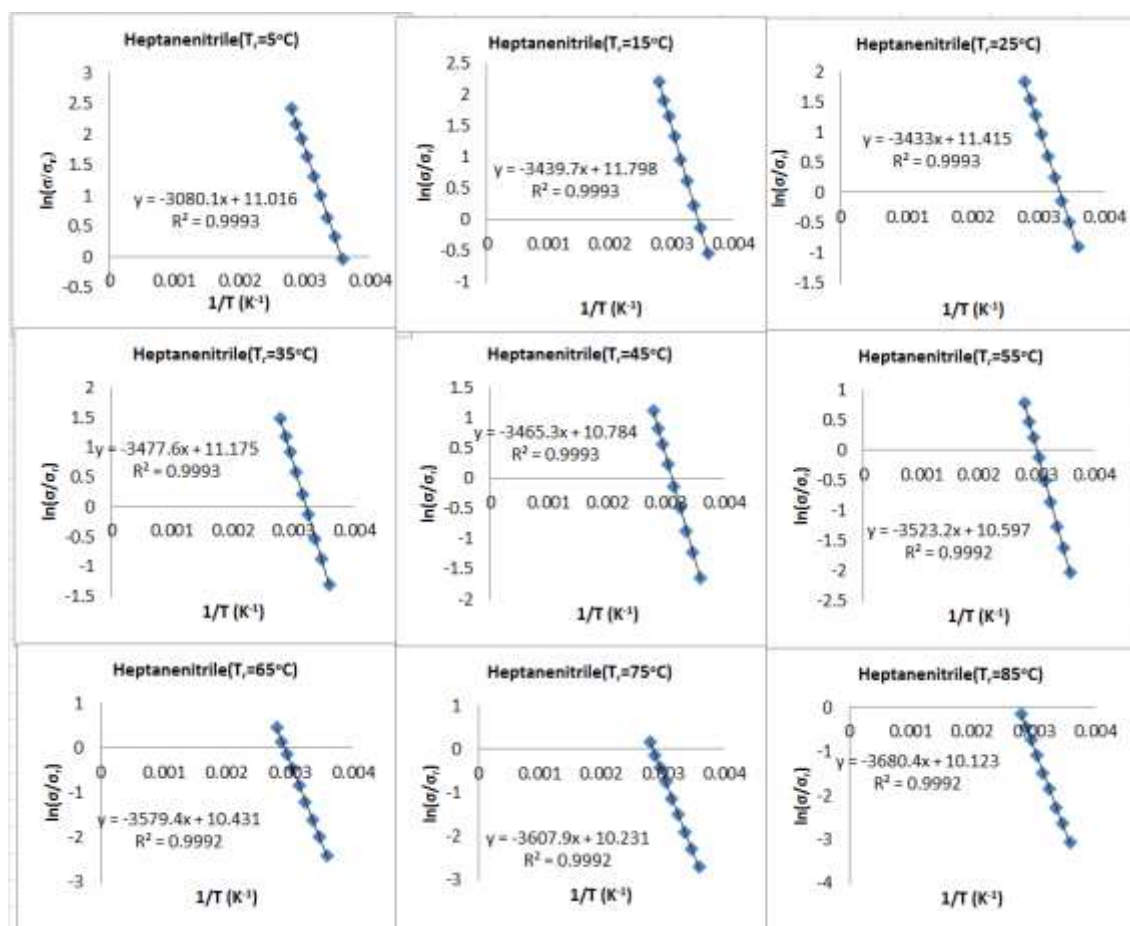 Heptanenitrile(Tr=5°C)
3
2.5
2
1.5
1
0.5
0
-0.5
ln(σ/σr)
y = -3080.1x + 11.016
R² = 0.9993
0 0.001 0.002 0.003 0.004
1/T (K⁻¹)
Heptanenitrile(Tr=15°C)
2.5
2
1.5
1
0.5
0
-0.5
-1
ln(σ/σr)
y = -3439.7x + 11.798
R² = 0.9993
0 0.001 0.002 0.003 0.004
1/T (K⁻¹)
Heptanenitrile(Tr=25°C)
2
1.5
1
0.5
0
-0.5
-1
-1.5
ln(σ/σr)
y = -3433x + 11.415
R² = 0.9993
0 0.001 0.002 0.003 0.004
1/T (K⁻¹)
Heptanenitrile(Tr=35°C)
2
1.5
1
0.5
0
-0.5
-1
-1.5
ln(σ/σr)
y = -3477.6x + 11.175
R² = 0.9993
0 0.001 0.002 0.003 0.004
1/T (K⁻¹)
Heptanenitrile(Tr=45°C)
1.5
1
0.5
0
-0.5
-1
-1.5
-2
ln(σ/σr)
y = -3465.3x + 10.784
R² = 0.9993
0 0.001 0.002 0.003 0.004
1/T (K⁻¹)
Heptanenitrile(Tr=55°C)
1
0.5
0
-0.5
-1
-1.5
-2
-2.5
ln(σ/σr)
0 0.001 0.002 0.003 0.004
y = -3523.2x + 10.597
R² = 0.9992
1/T (K⁻¹)
Heptanenitrile(Tr=65°C)
1
0
-1
-2
-3
ln(σ/σr)
0 0.001 0.002 0.003 0.004
y = -3579.4x + 10.431
R² = 0.9992
1/T (K⁻¹)
Heptanenitrile(Tr=75°C)
1
0
-1
-2
-3
ln(σ/σr)
0 0.001 0.002 0.003 0.004
y = -3607.9x + 10.231
R² = 0.9992
1/T (K⁻¹)
Heptanenitrile(Tr=85°C)
0
-1
-2
-3
-4
ln(σ/σr)
0 0.001 0.002 0.003 0.004
y = -3680.4x + 10.123
R² = 0.9992
1/T (K⁻¹)